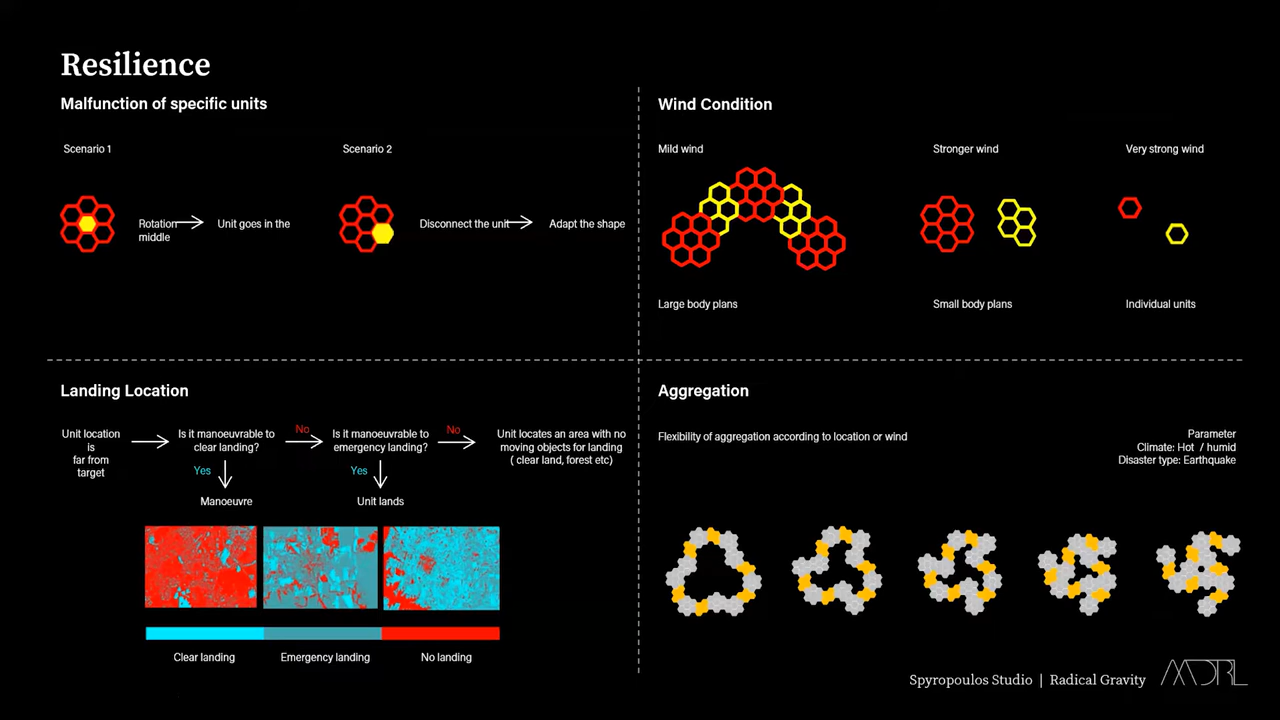 Resilience
Malfunction of specific units
Scenario 1
Scenario 2
Rotation
middle
Unit goes in the
Disconnect the unit
Adapt the shape
Wind Condition
Mild wind
Stronger wind
Very strong wind
Large body plans
Small body plans
Individual units
Landing Location
Unit location
is
far from
target
Is it manoeuvrable to
clear landing?
No
Is it manoeuvrable to
emergency landing?
No
Unit locates an area with no
moving objects for landing
( clear land, forest etc)
Yes
Yes
Manoeuvre
Unit lands
Clear landing
Emergency landing
No landing
Aggregation
Flexibility of aggregation according to location or wind
Parameter
Climate: Hot / humid
Disaster type: Earthquake
Spyropoulos Studio | Radical Gravity
AADRL